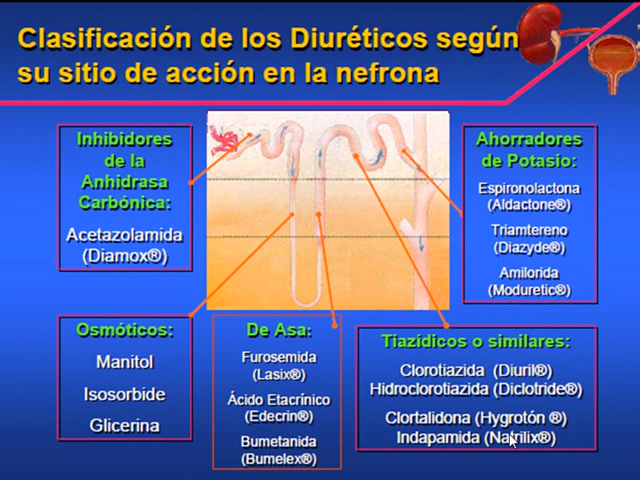 Clasificación de los Diuréticos según
su sitio de acción en la nefrona
Inhibidores
de la
Anhidrasa
Carbónica:
Acetazolamida
(Diamox®)
Ahorradores
de Potasio:
Espironolactona
(Aldactone®)
Triamtereno
(Diazyde®)
Amilorida
(Moduretic®)
Osmóticos:
Manitol
Isosorbide
Glicerina
De Asa:
Furosemida
(Lasix®)
Ácido Etacrínico
(Edecrin®)
Bumetanida
(Bumelex®)
Tiazídicos o similares:
Clorotiazida (Diuril®)
Hidroclorotiazida (Diclotride®)
Clortalidona (Hygrotón ®)
Indapamida (Natrilix®)